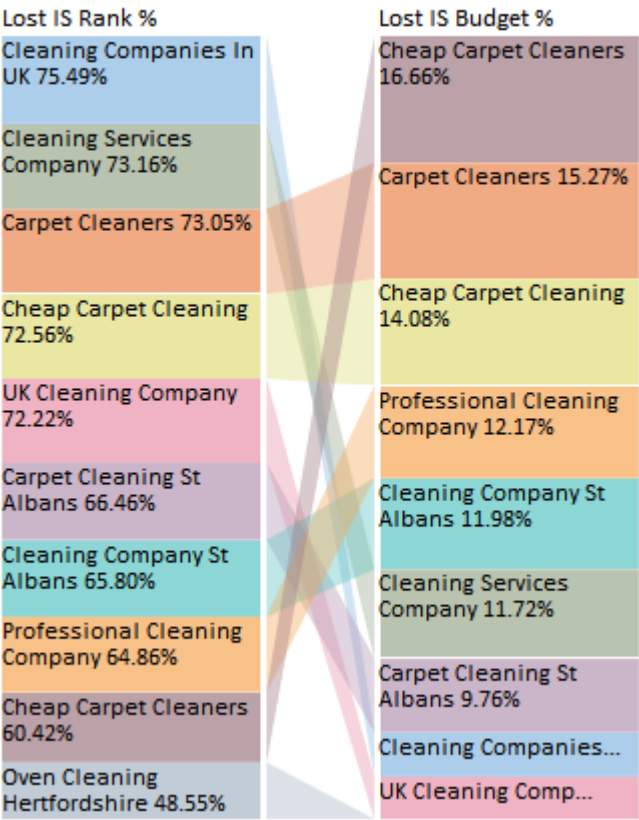 Lost IS Rank %
Cleaning Companies In
UK 75.49%
Cleaning Services
Company 73.16%
Carpet Cleaners 73.05%
Cheap Carpet Cleaning
72.56%
UK Cleaning Company
72.22%
Carpet Cleaning St
Albans 66.46%
Cleaning Company St
Albans 65.80%
Professional Cleaning
Company 64.86%
Cheap Carpet Cleaners
60.42%
Oven Cleaning
Hertfordshire 48.55%
Lost IS Budget %
Cheap Carpet Cleaners
16.66%
Carpet Cleaners 15.27%
Cheap Carpet Cleaning
14.08%
Professional Cleaning
Company 12.17%
Cleaning Company St
Albans 11.98%
Cleaning Services
Company 11.72%
Carpet Cleaning St
Albans 9.76%
Cleaning Companies...
UK Cleaning Comp...